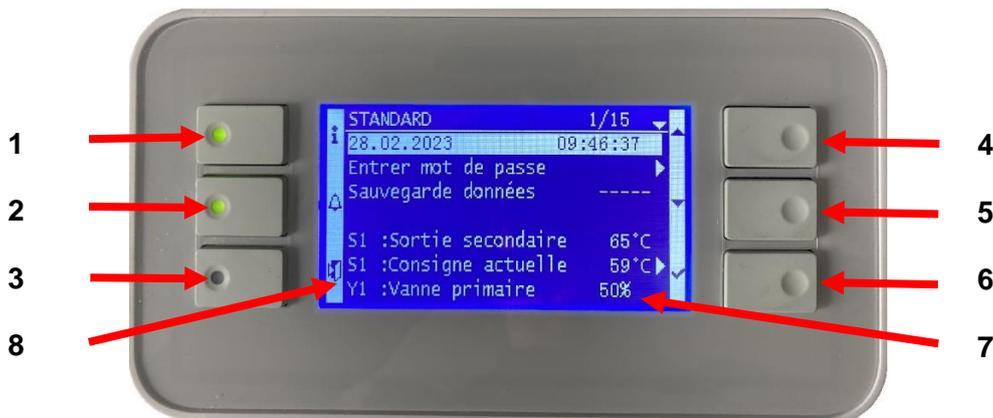 STANDARD 1/15
28.02.2023 09:46:37
Entrer mot de passe
Sauvegarde données -----
S1 :Sortie secondaire 65°C
S1 :Consigne actuelle 59°C
Y1 :Vanne primaire 50%
1
2
3
8
4
5
6
7